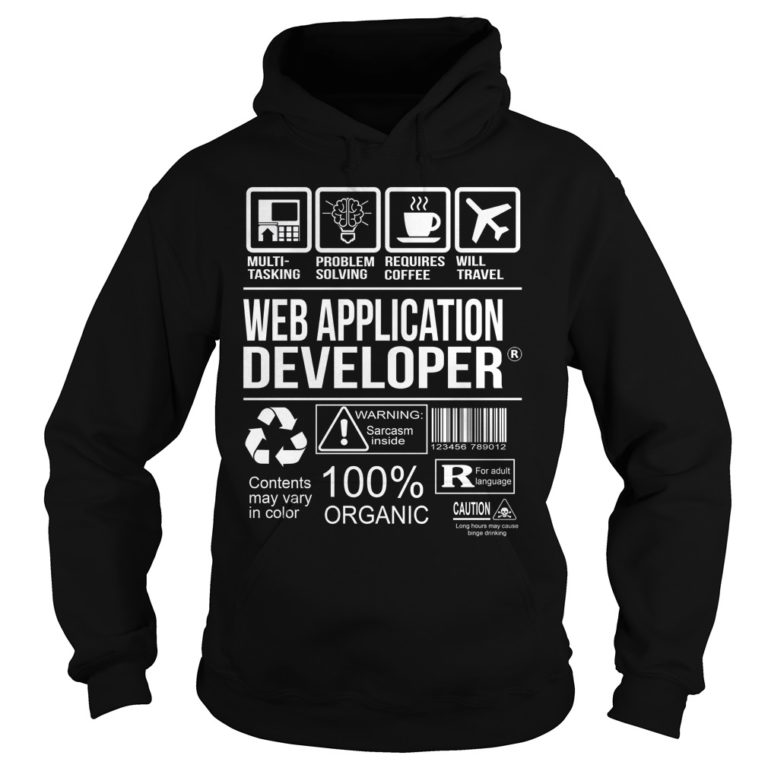 MULTI-
TASKING
PROBLEM
SOLVING
REQUIRES
COFFEE
WILL
TRAVEL
WEB APPLICATION
DEVELOPER®
WARNING:
Sarcasm
inside
123456 789012
Contents
may vary
in color
100%
ORGANIC
R
For adult
language
CAUTION
Long hours may cause
binge drinking